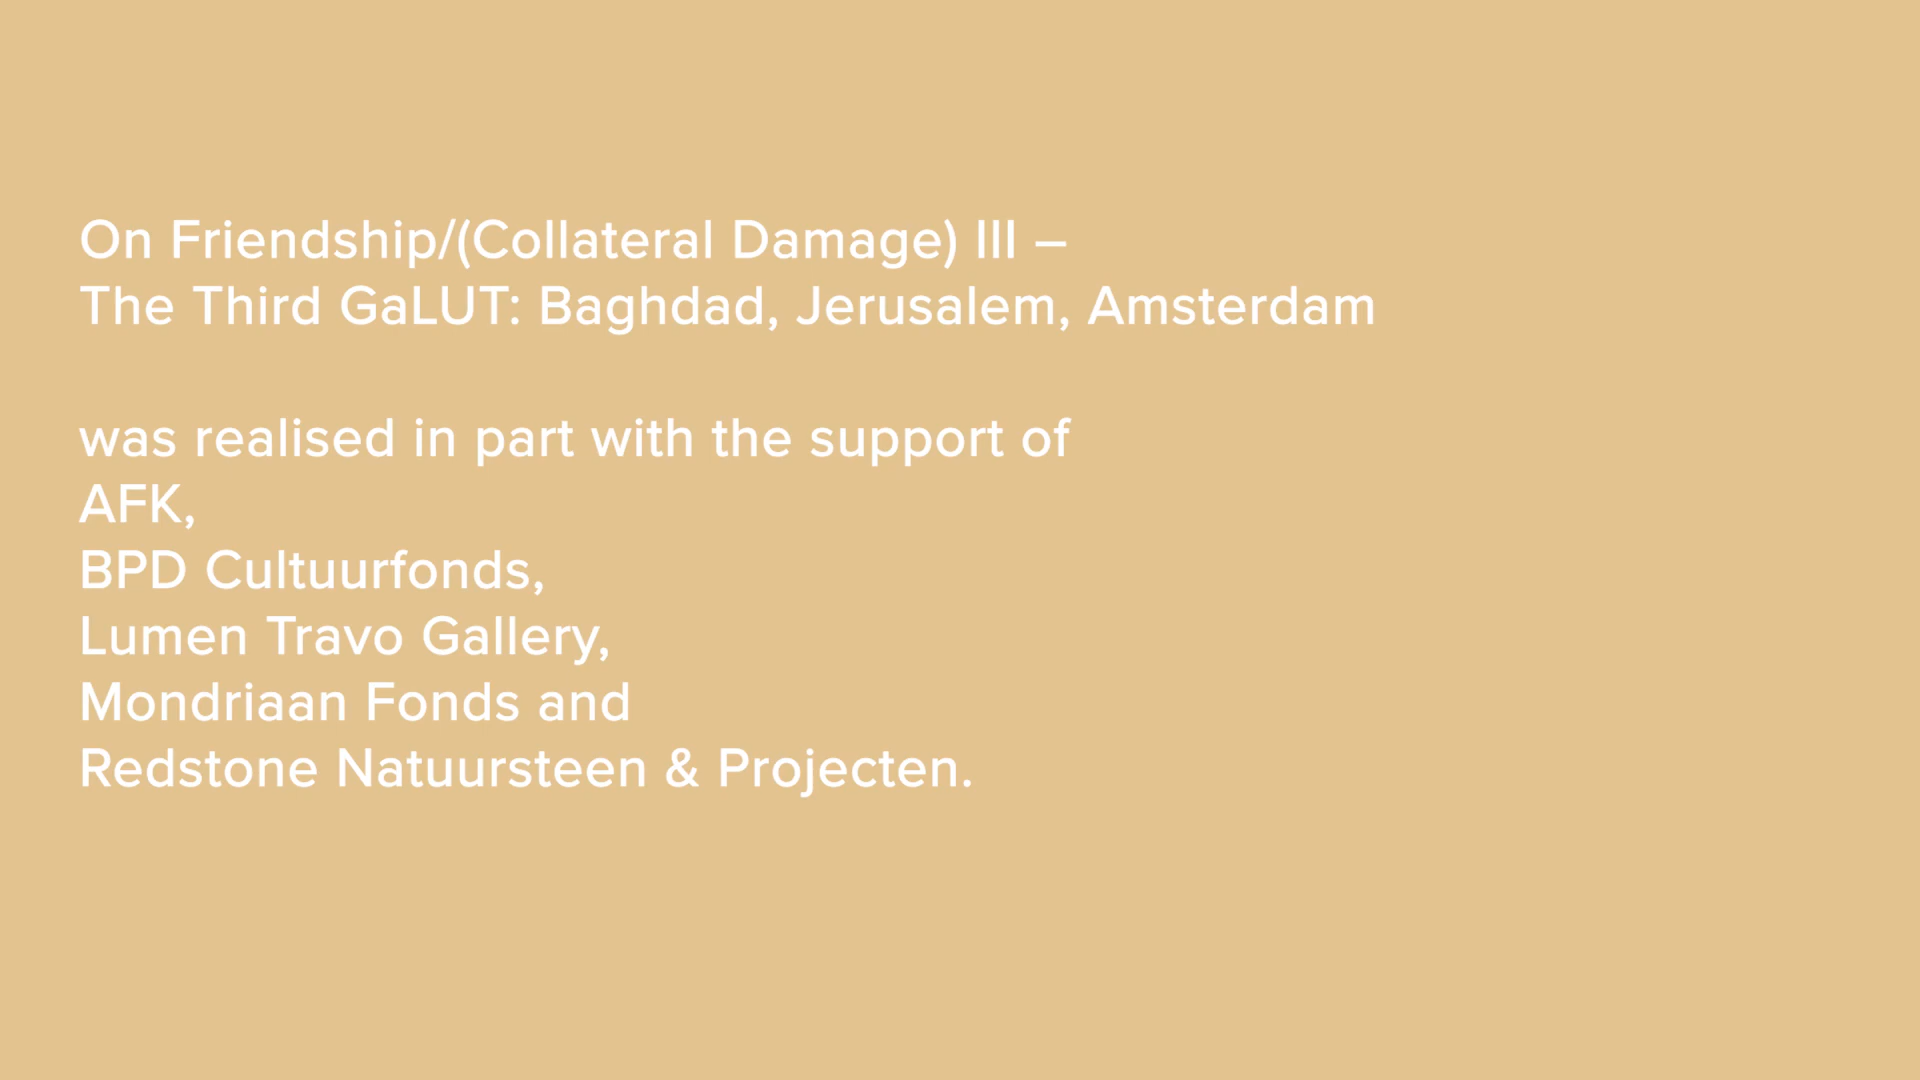 On Friendship/(Collateral Damage) III –
The Third GaLUT: Baghdad, Jerusalem, Amsterdam
was realised in part with the support of
AFK,
BPD Cultuurfonds,
Lumen Travo Gallery,
Mondriaan Fonds and
Redstone Natuursteen & Projecten.